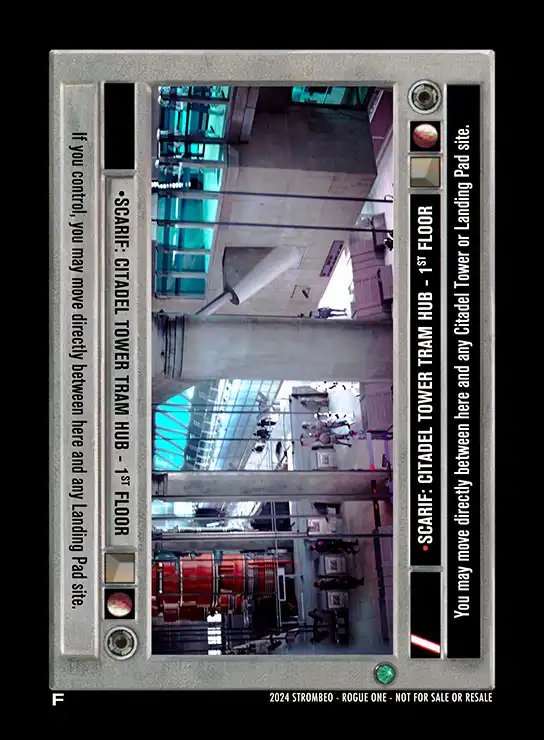 If you control, you may move directly between here and any Landing Pad site.
•SCARIF: CITADEL TOWER TRAM HUB - 1ST FLOOR
•SCARIF: CITADEL TOWER TRAM HUB - 1ST FLOOR
You may move directly between here and any Citadel Tower or Landing Pad site.
F
2024 STROMBEO - ROGUE ONE - NOT FOR SALE OR RESALE